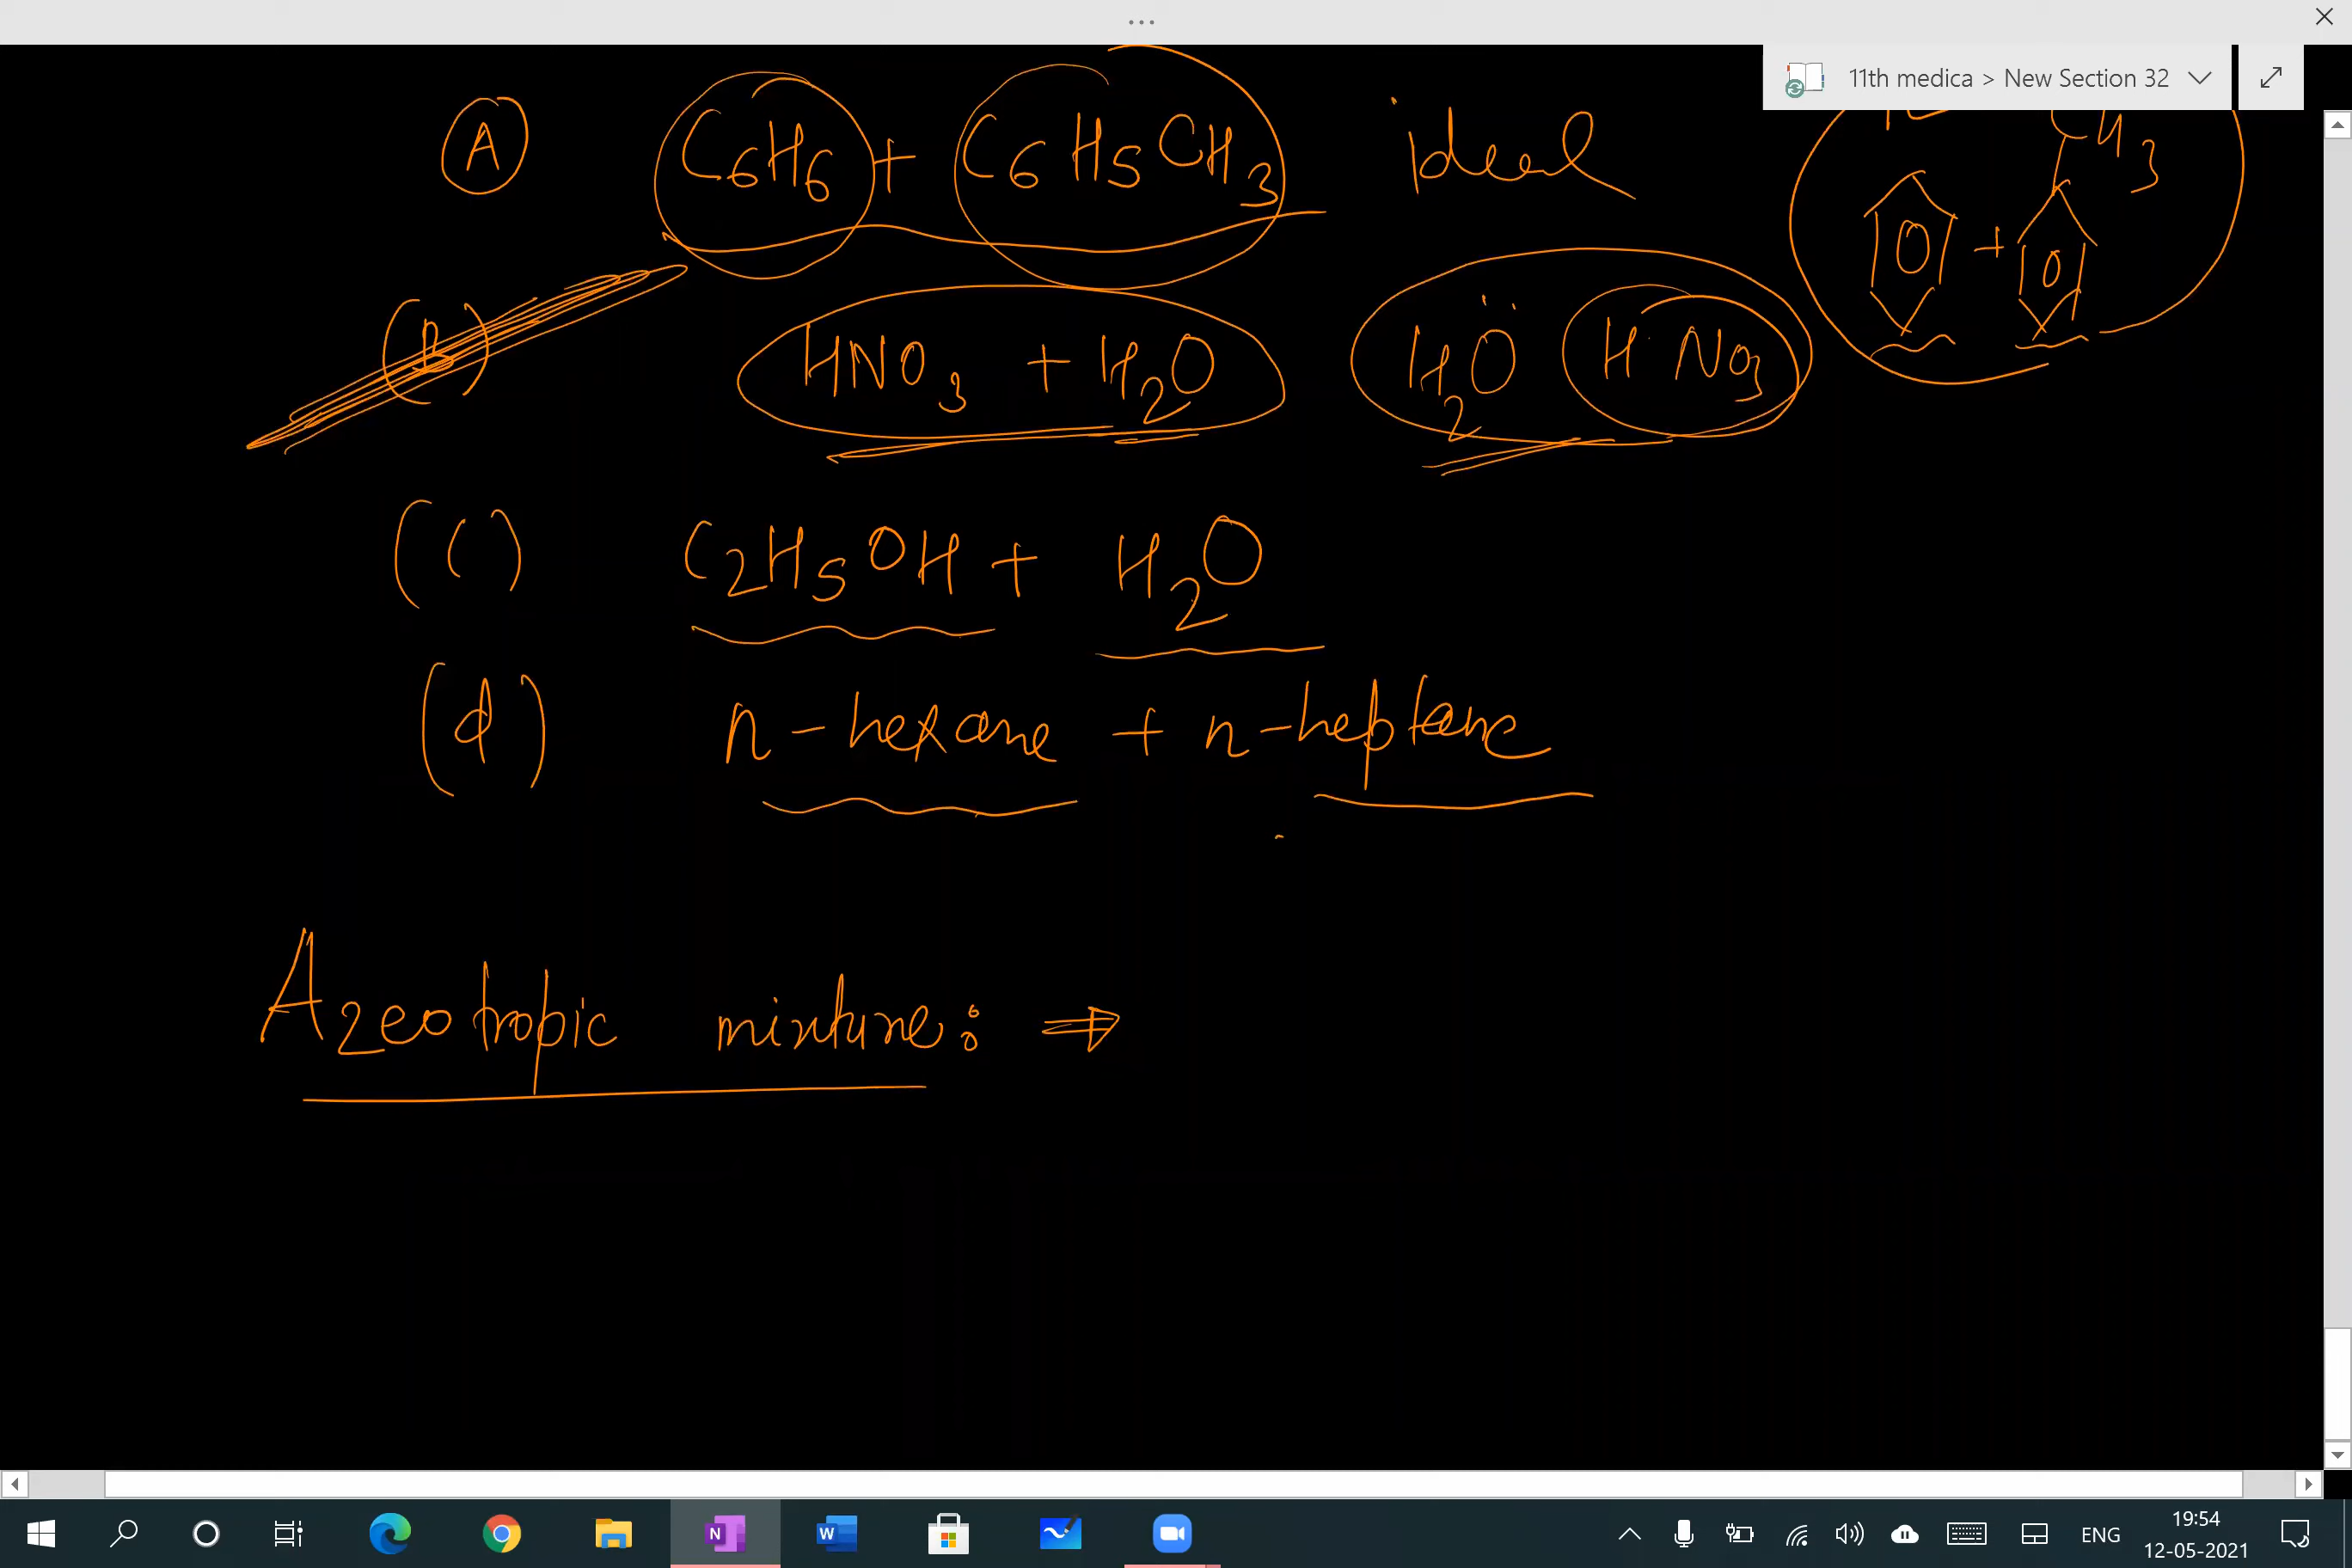 11th medica > New Section 32
A C6H6 + C6H5CH3 ideal
CH3
+
(B) HNO3 + H2O H2Ö HNO3
(C) C2H5OH + H2O
(d) n-hexane + n-heptane
Azeotropic mixture: ⇒
ENG
19:54
12-05-2021